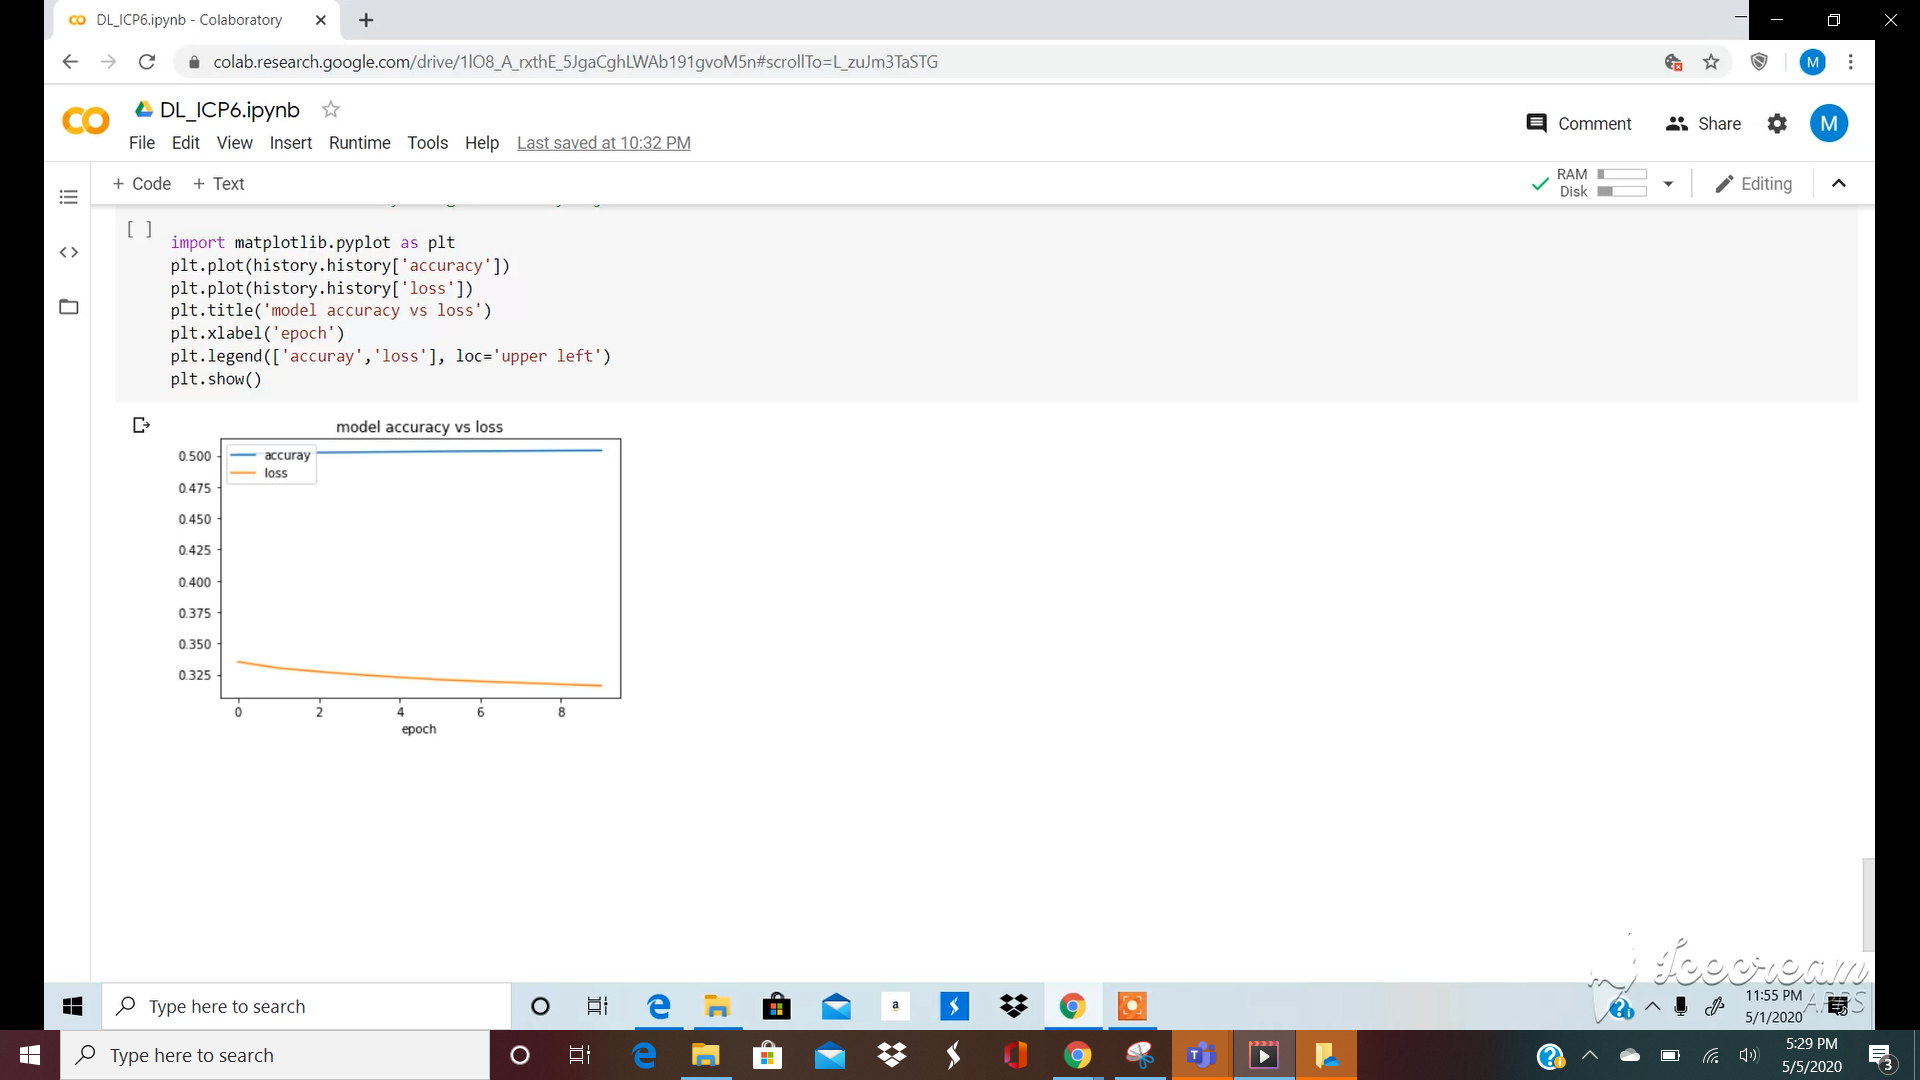 DL_ICP6.ipynb - Colaboratory
colab.research.google.com/drive/1lO8_A_rxthE_5JgaCghLWAb191gvoM5n#scrollTo=L_zuJm3TaSTG
M
DL_ICP6.ipynb
File Edit View Insert Runtime Tools Help Last saved at 10:32 PM
Comment Share M
+ Code + Text
RAM
Disk
Editing
[ ]
import matplotlib.pyplot as plt
plt.plot(history.history['accuracy'])
plt.plot(history.history['loss'])
plt.title('model accuracy vs loss')
plt.xlabel('epoch')
plt.legend(['accuray','loss'], loc='upper left')
plt.show()
model accuracy vs loss
accuray
loss
0.500
0.475
0.450
0.425
0.400
0.375
0.350
0.325
0 2 4 6 8
epoch
Icecream
APPS
Type here to search
a
11:55 PM
5/1/2020
Type here to search
5:29 PM
5/5/2020
3